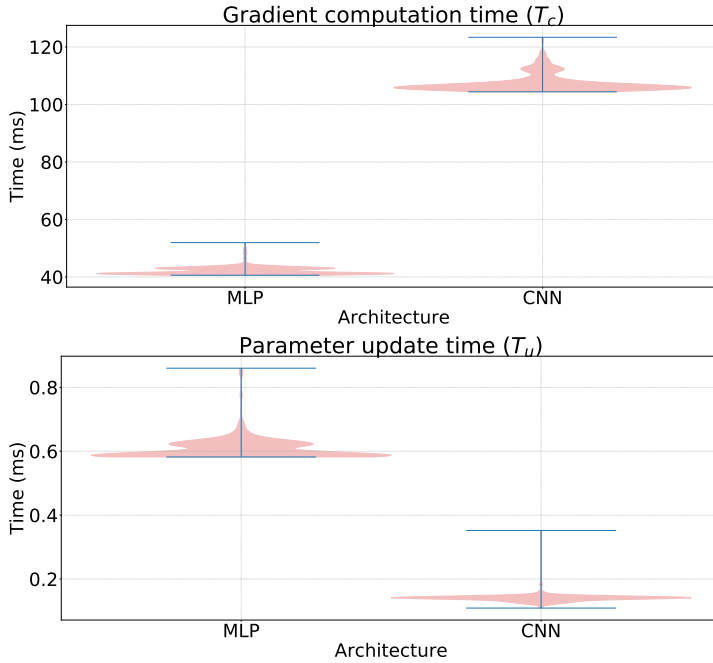 Gradient computation time (T_c)
Time (ms)
120
100
80
60
40
MLP
CNN
Architecture
Parameter update time (T_u)
Time (ms)
0.8
0.6
0.4
0.2
MLP
CNN
Architecture